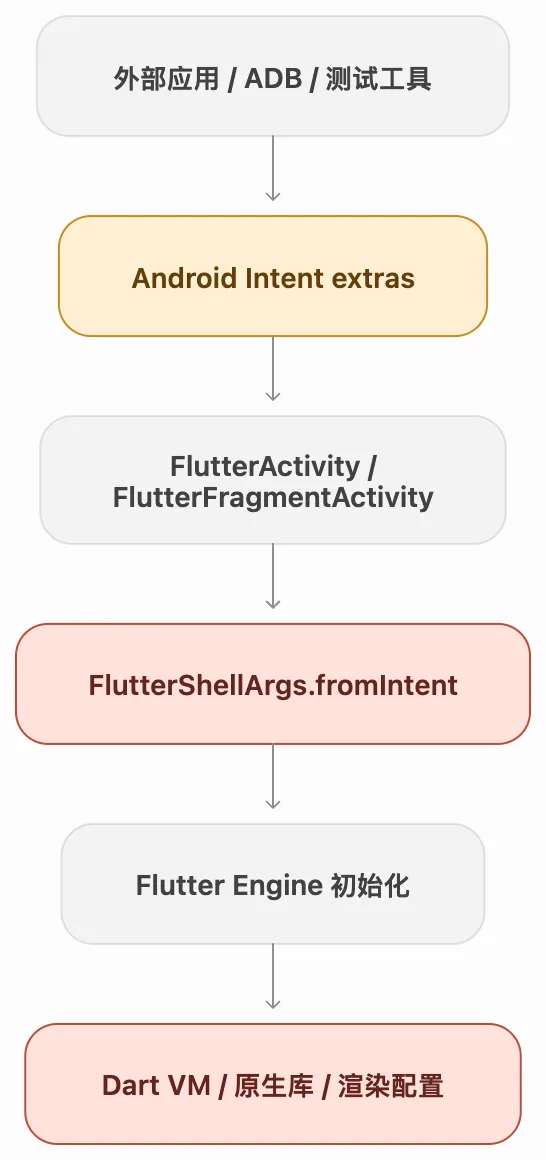 外部应用 / ADB / 测试工具
Android Intent extras
FlutterActivity /
FlutterFragmentActivity
FlutterShellArgs.fromIntent
Flutter Engine 初始化
Dart VM / 原生库 / 渲染配置